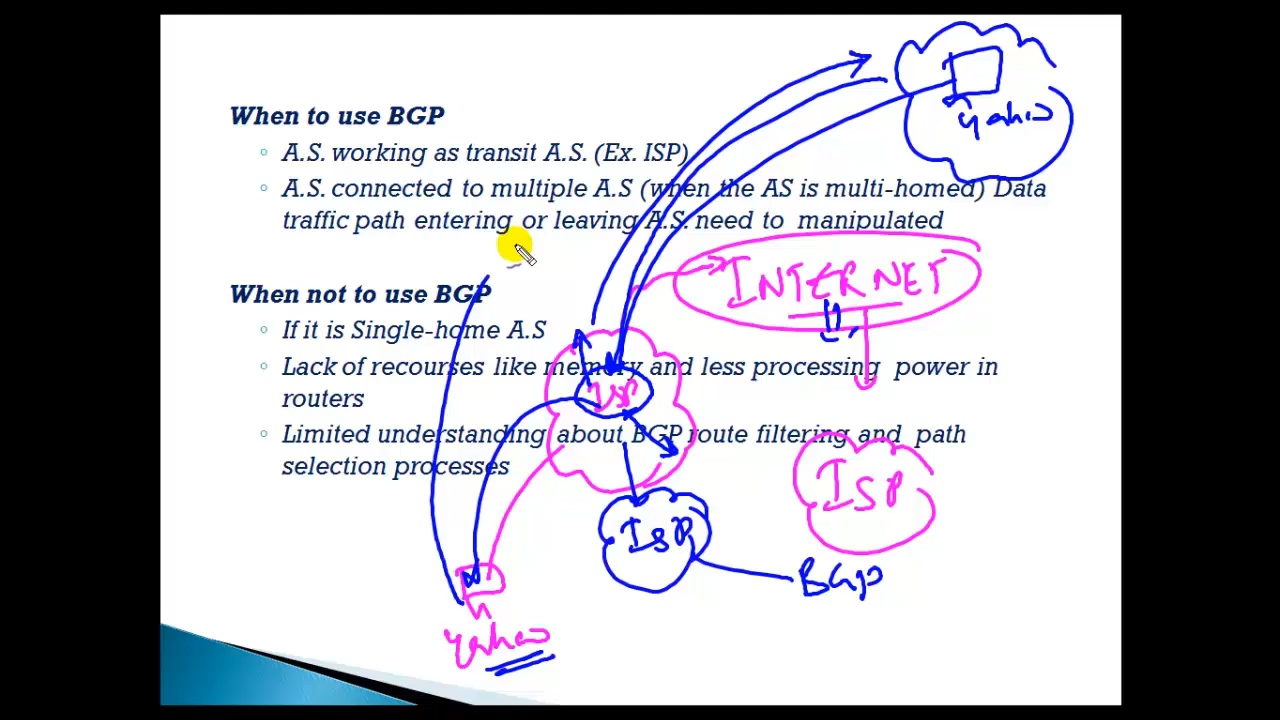 yahoo
When to use BGP
A.S. working as transit A.S. (Ex. ISP)
A.S. connected to multiple A.S (when the AS is multi-homed) Data
traffic path entering or leaving A.S. need to manipulated
INTERNET
When not to use BGP
If it is Single-home A.S
Lack of recourses like memory and less processing power in
routers
ISP
Limited understanding about BGP route filtering and path
selection processes
ISP
ISP
BGP
yahoo